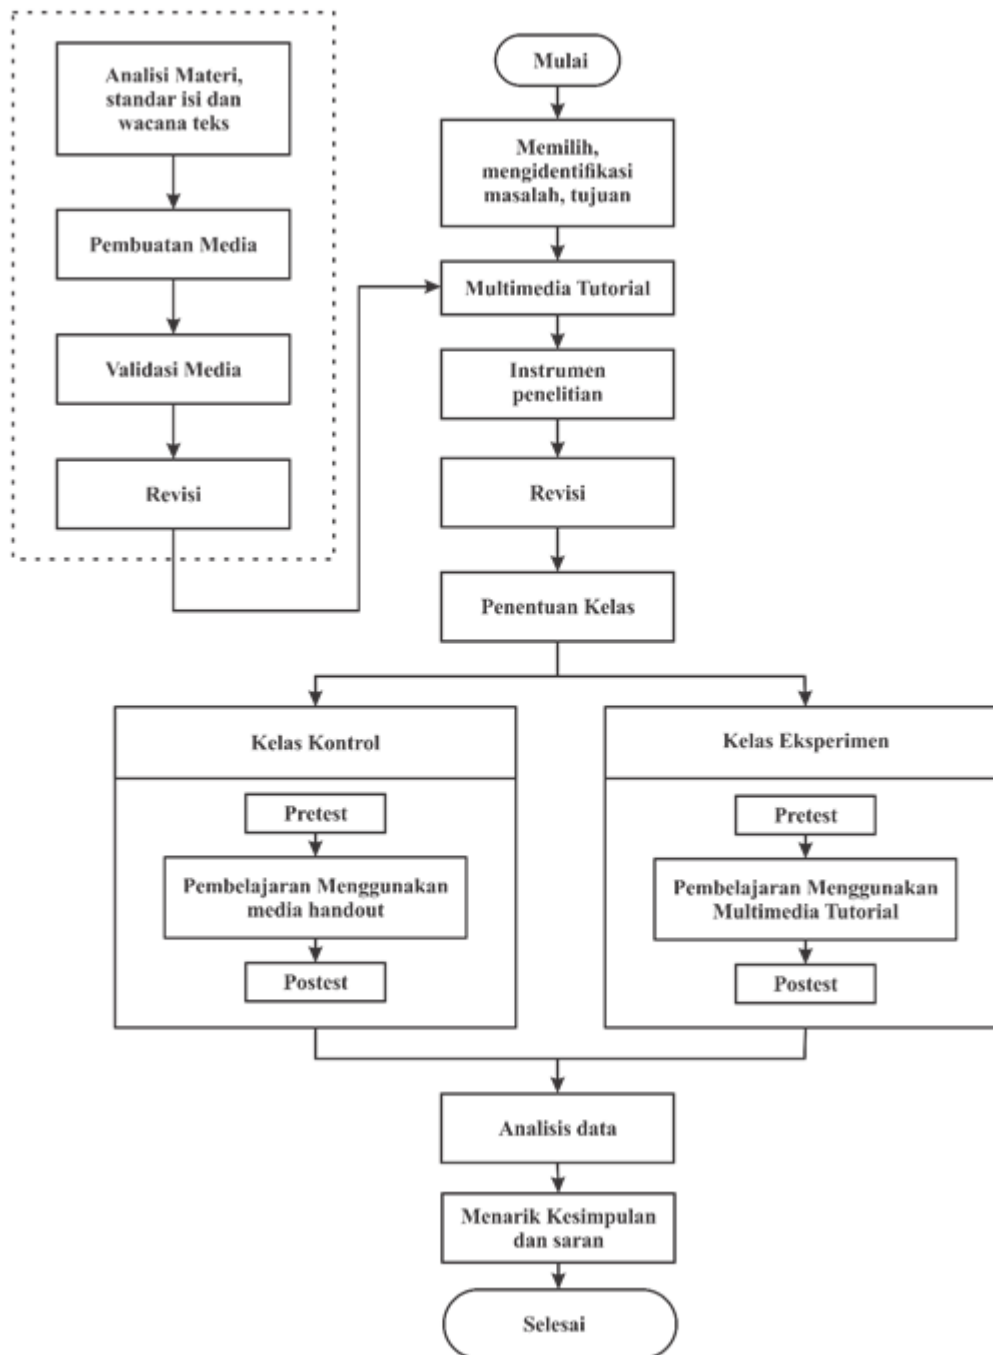 Analisi Materi,
standar isi dan
wacana teks
Pembuatan Media
Validasi Media
Revisi
Mulai
Memilih,
mengidentifikasi
masalah, tujuan
Multimedia Tutorial
Instrumen
penelitian
Revisi
Penentuan Kelas
Kelas Kontrol
Pretest
Pembelajaran Menggunakan
media handout
Postest
Kelas Eksperimen
Pretest
Pembelajaran Menggunakan
Multimedia Tutorial
Postest
Analisis data
Menarik Kesimpulan
dan saran
Selesai